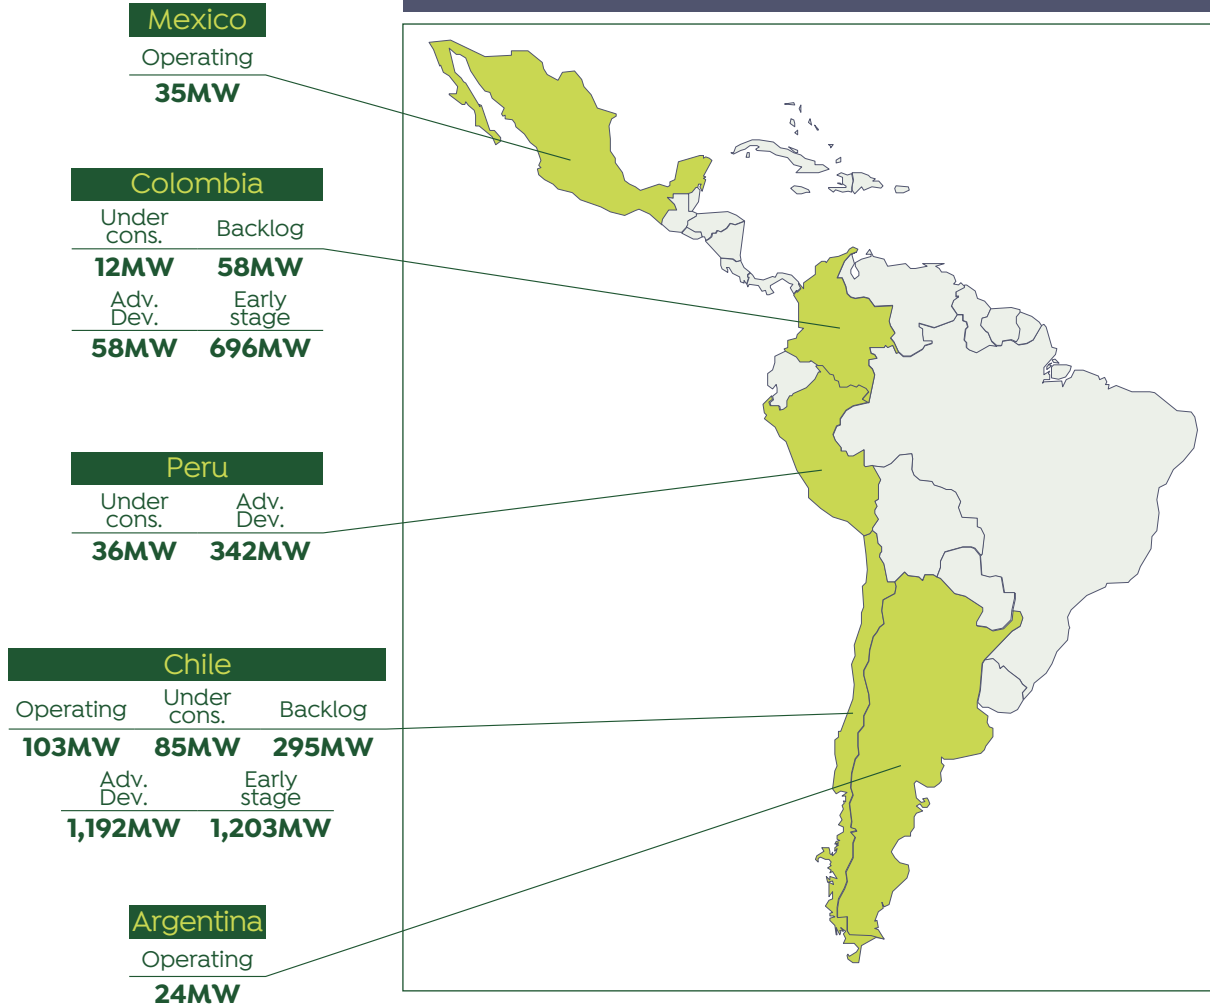 Mexico
Operating
35MW
Colombia
Under cons. Backlog
12MW 58MW
Adv. Dev. Early stage
58MW 696MW
Peru
Under cons. Adv. Dev.
36MW 342MW
Chile
Operating Under cons. Backlog
103MW 85MW 295MW
Adv. Dev. Early stage
1,192MW 1,203MW
Argentina
Operating
24MW